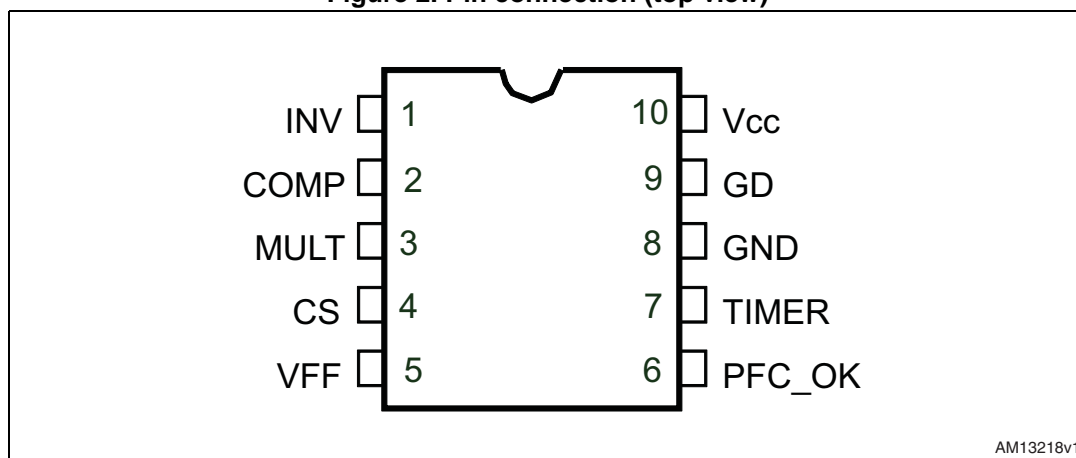 Figure 2. Pin connection (top view)
INV 1 10 Vcc
COMP 2 9 GD
MULT 3 8 GND
CS 4 7 TIMER
VFF 5 6 PFC_OK
AM13218v1